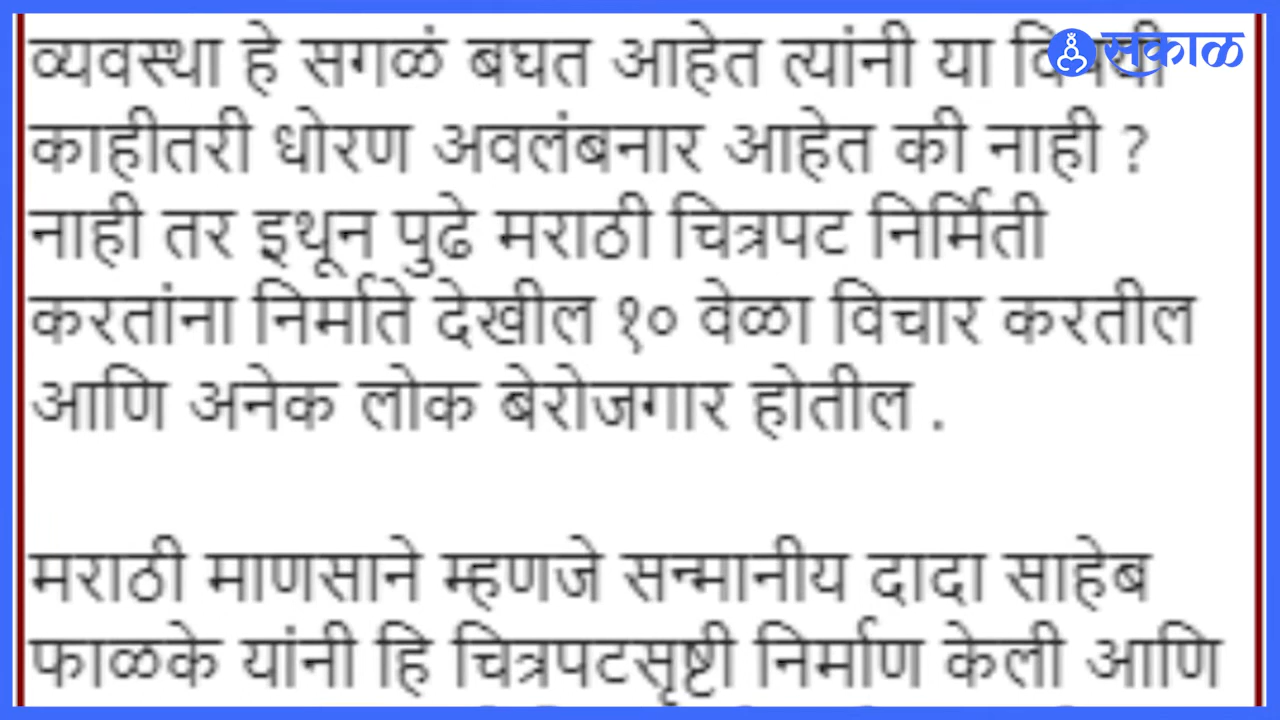 व्यवस्था हे सगळं बघत आहेत त्यांनी या विषयी
सकाळ
काहीतरी धोरण अवलंबनार आहेत की नाही ?
नाही तर इथून पुढे मराठी चित्रपट निर्मिती
करतांना निर्माते देखील १० वेळा विचार करतील
आणि अनेक लोक बेरोजगार होतील .
मराठी माणसाने म्हणजे सन्मानीय दादा साहेब
फाळके यांनी हि चित्रपटसृष्टी निर्माण केली आणि